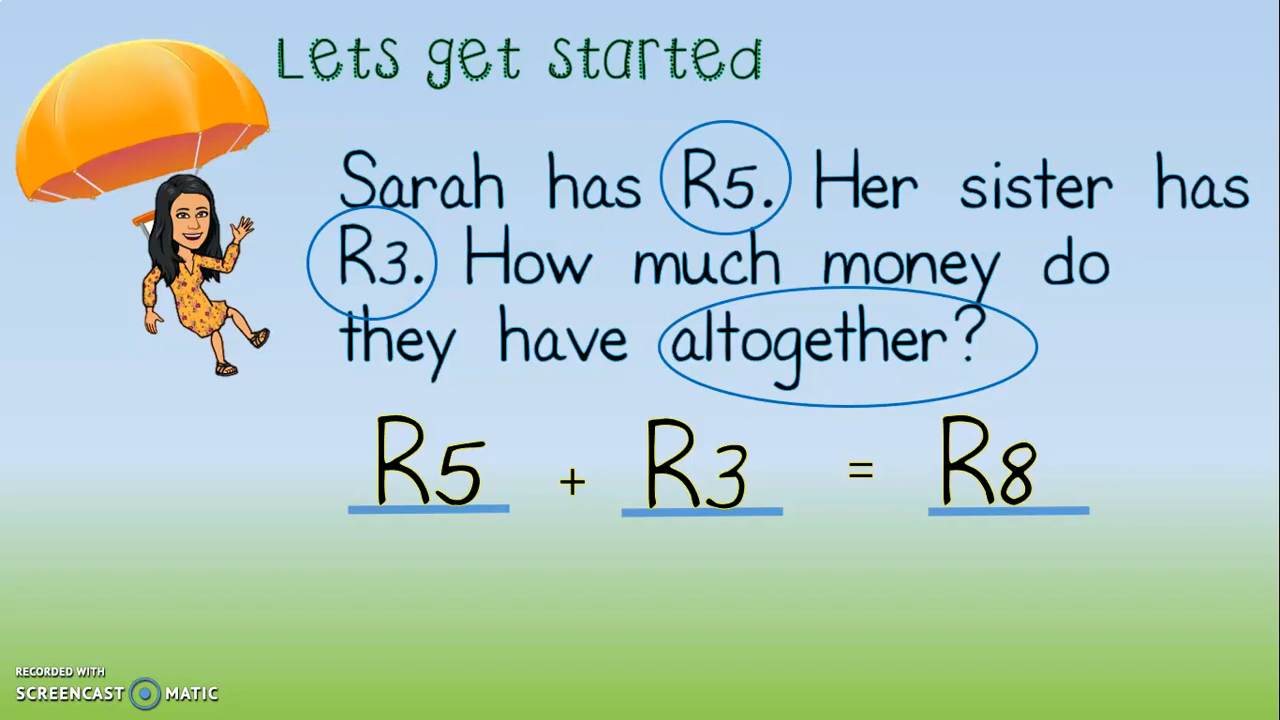 Lets get started
Sarah has R5. Her sister has
R3. How much money do
they have altogether?
R5 + R3 = R8
RECORDED WITH
SCREENCAST MATIC